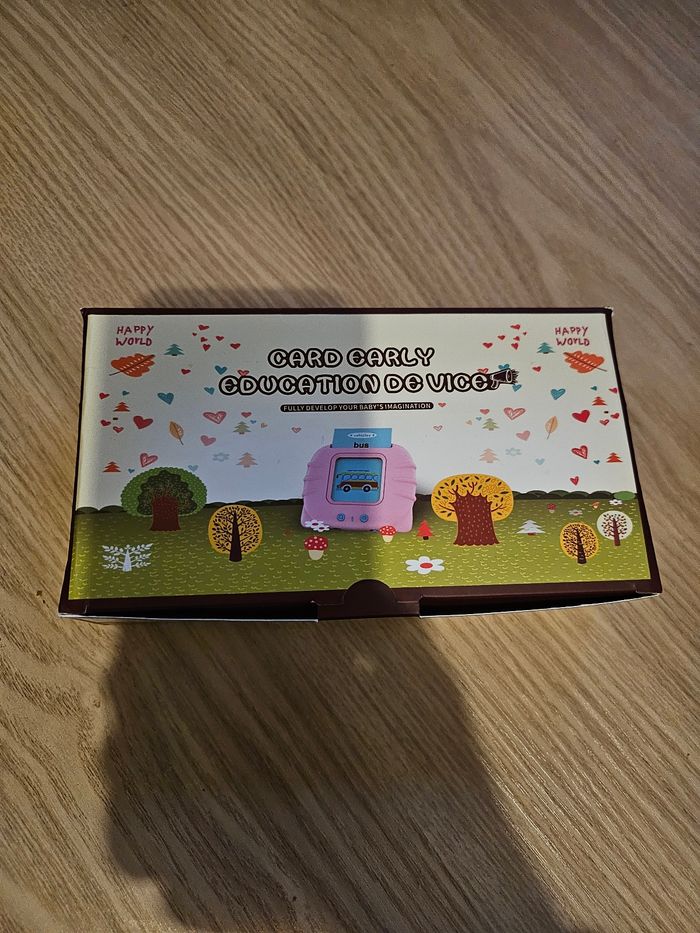 HAPPY
WORLD
HAPPY
WORLD
CARD EARLY
EDUCATION DE VICE
FULLY DEVELOP YOUR BABY'S IMAGINATION
bus